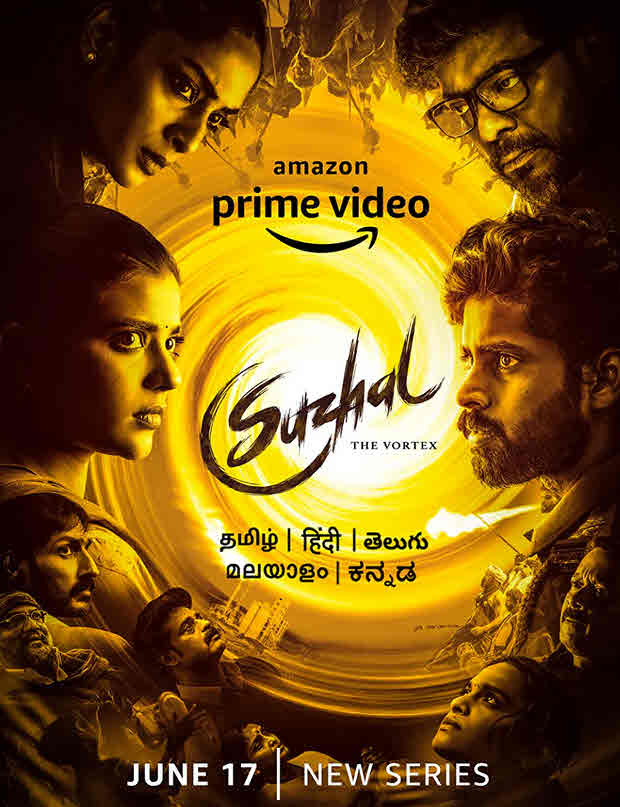 amazon
prime video
Suzhal
THE VORTEX
தமிழ் | हिंदी | తెలుగు
മലയാളം | ಕನ್ನಡ
JUNE 17 | NEW SERIES